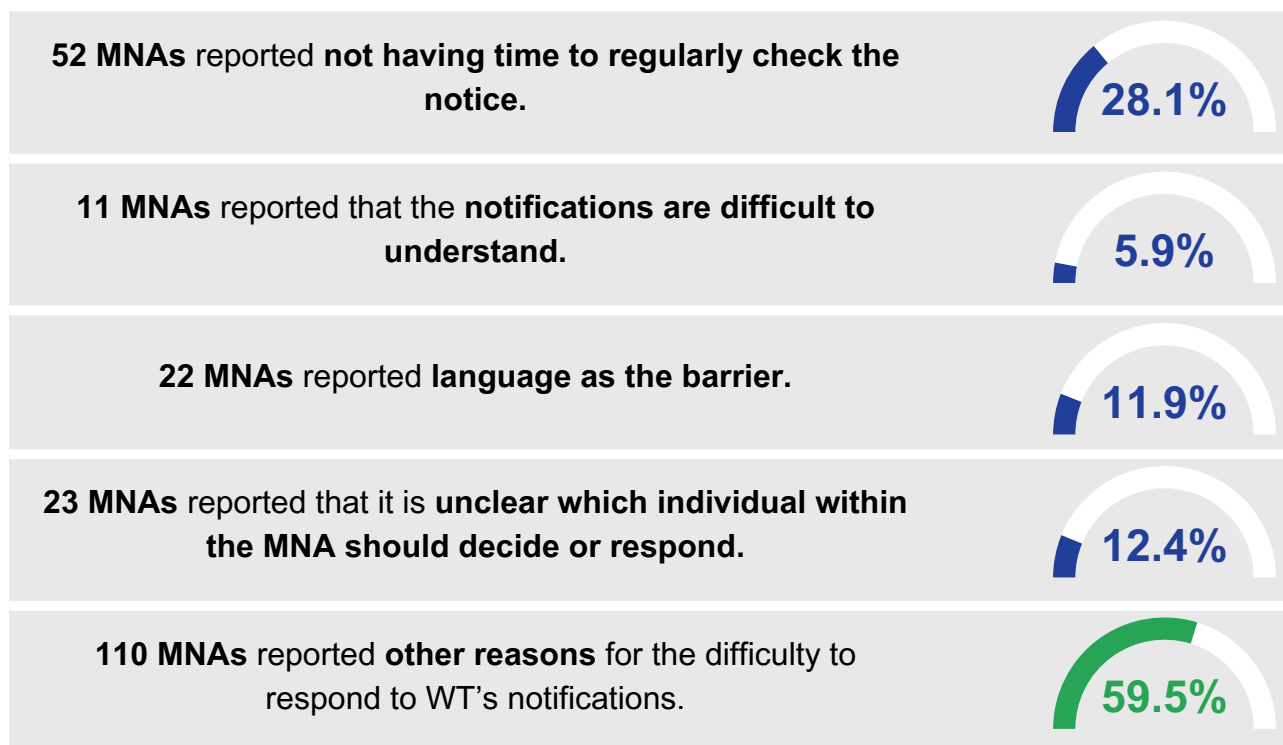 52 MNAs reported not having time to regularly check the
notice.
28.1%
11 MNAs reported that the notifications are difficult to
understand.
5.9%
22 MNAs reported language as the barrier.
11.9%
23 MNAs reported that it is unclear which individual within
the MNA should decide or respond.
12.4%
110 MNAs reported other reasons for the difficulty to
respond to WT’s notifications.
59.5%